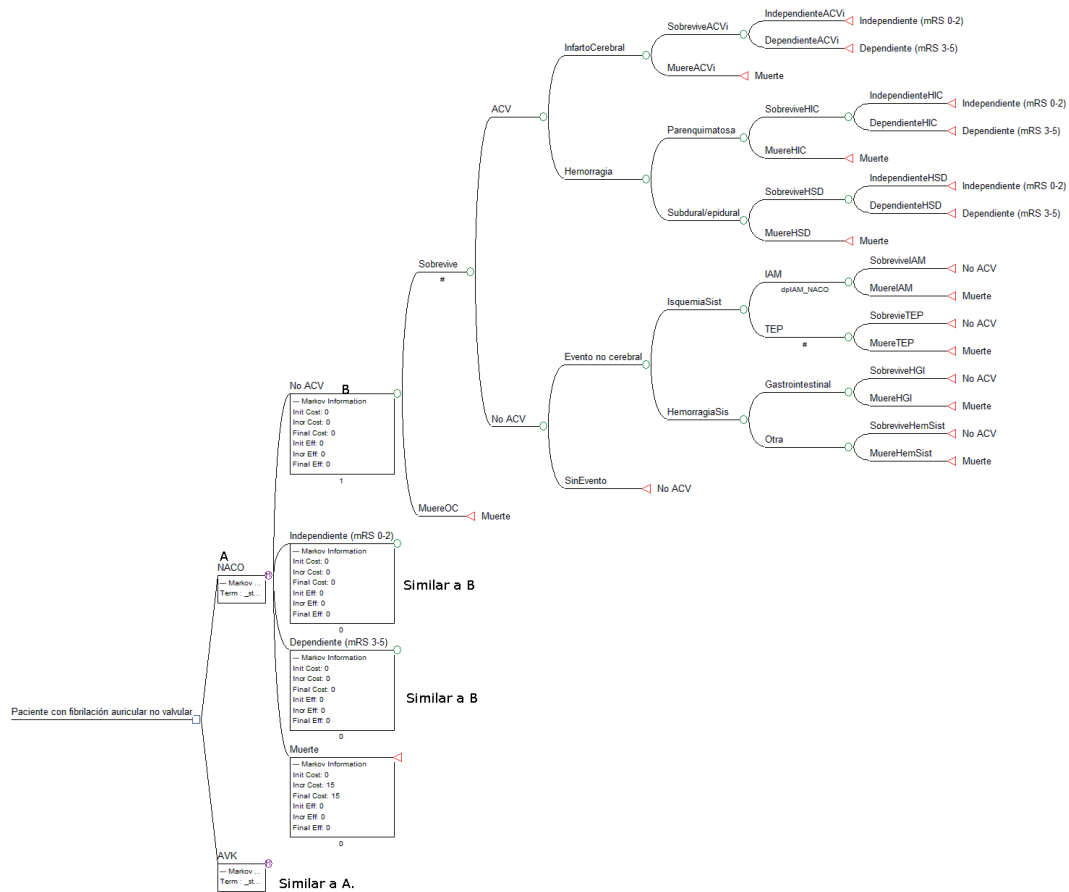 IndependienteACVi
Independiente (mRS 0-2)
SobreviveACVi
DependienteACVi
Dependiente (mRS 3-5)
InfartoCerebral
MuereACVi
Muerte
ACV
IndependienteHIC
Independiente (mRS 0-2)
SobreviveHIC
DependienteHIC
Dependiente (mRS 3-5)
Parenquimatosa
MuereHIC
Muerte
Hemorragia
IndependienteHSD
Independiente (mRS 0-2)
SobreviveHSD
DependienteHSD
Dependiente (mRS 3-5)
Subdural/epidural
MuereHSD
Muerte
Sobrevive
#
SobreviveIAM
No ACV
IAM
dpIAM_NACO
MuereIAM
Muerte
IsquemiaSist
SobrevieTEP
No ACV
TEP
#
MuereTEP
Muerte
Evento no cerebral
SobreviveHGI
No ACV
Gastrointestinal
MuereHGI
Muerte
HemorragiaSis
SobreviveHemSist
No ACV
Otra
MuereHemSist
Muerte
No ACV
SinEvento
No ACV
No ACV
B
--- Markov Information
Init Cost: 0
Incr Cost: 0
Final Cost: 0
Init Eff: 0
Incr Eff: 0
Final Eff: 0
1
MuereOC
Muerte
Independiente (mRS 0-2)
--- Markov Information
Init Cost: 0
Incr Cost: 0
Final Cost: 0
Init Eff: 0
Incr Eff: 0
Final Eff: 0
0
Similar a B
A
NACO
--- Markov ...
Term : _st...
Dependiente (mRS 3-5)
--- Markov Information
Init Cost: 0
Incr Cost: 0
Final Cost: 0
Init Eff: 0
Incr Eff: 0
Final Eff: 0
0
Similar a B
Paciente con fibrilación auricular no valvular
Muerte
--- Markov Information
Init Cost: 0
Incr Cost: 15
Final Cost: 15
Init Eff: 0
Incr Eff: 0
Final Eff: 0
0
AVK
--- Markov ...
Term : _st...
Similar a A.